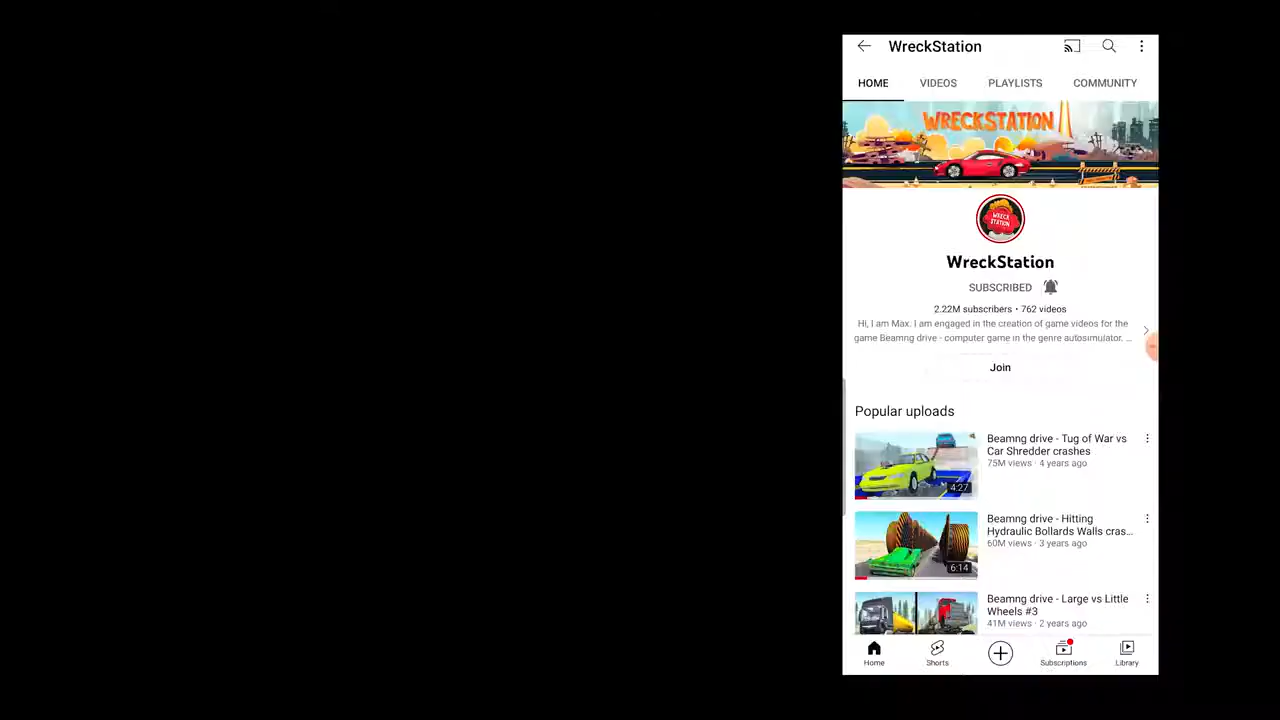 WreckStation
HOME VIDEOS PLAYLISTS COMMUNITY
WRECKSTATION
WRECK
STATION
WreckStation
SUBSCRIBED
2.22M subscribers • 762 videos
Hi, I am Max. I am engaged in the creation of game videos for the
game Beamng drive - computer game in the genre autosimulator. ...
Join
Popular uploads
Beamng drive - Tug of War vs
Car Shredder crashes
75M views · 4 years ago
4:27
Beamng drive - Hitting
Hydraulic Bollards Walls cras...
60M views · 3 years ago
6:14
Beamng drive - Large vs Little
Wheels #3
41M views · 2 years ago
Home Shorts Subscriptions Library